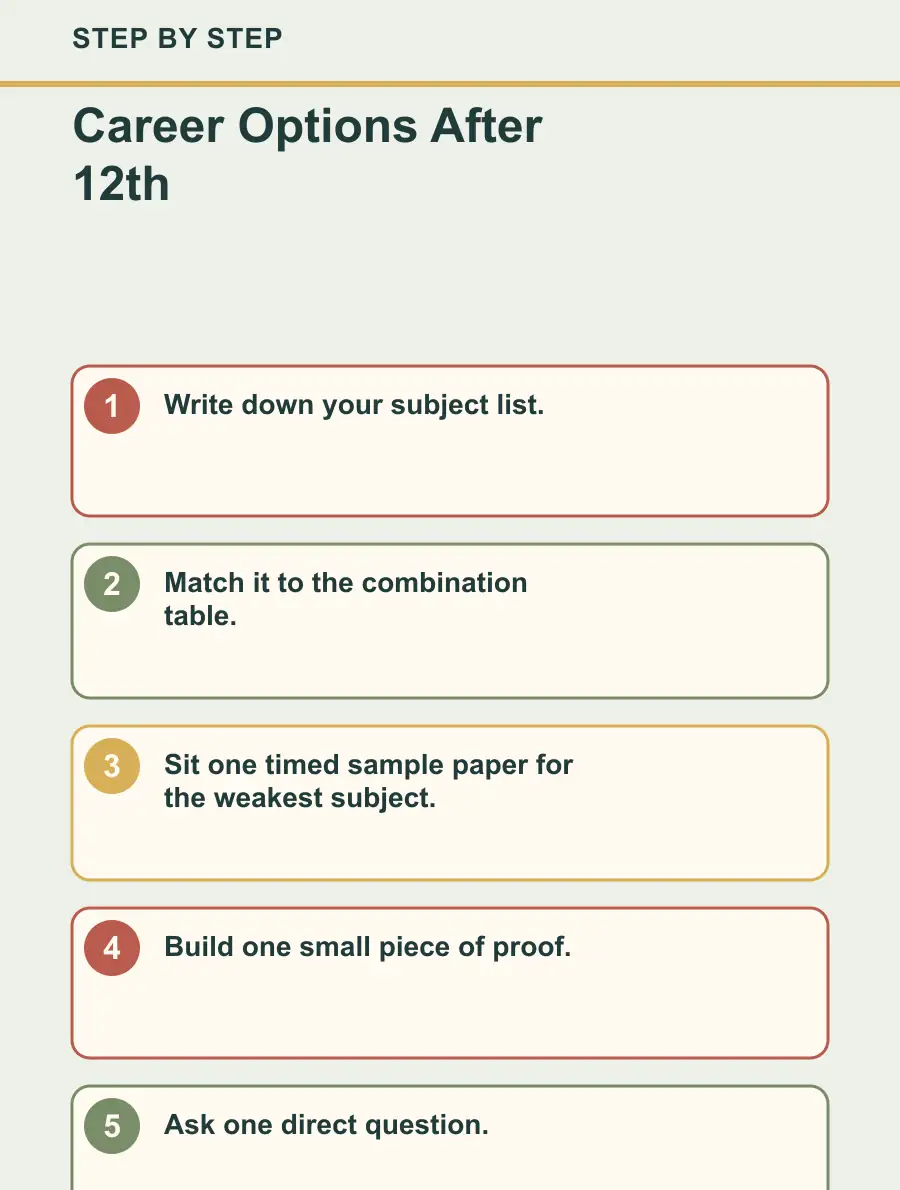 STEP BY STEP
Career Options After
12th
1
Write down your subject list.
2
Match it to the combination
table.
3
Sit one timed sample paper for
the weakest subject.
4
Build one small piece of proof.
5
Ask one direct question.